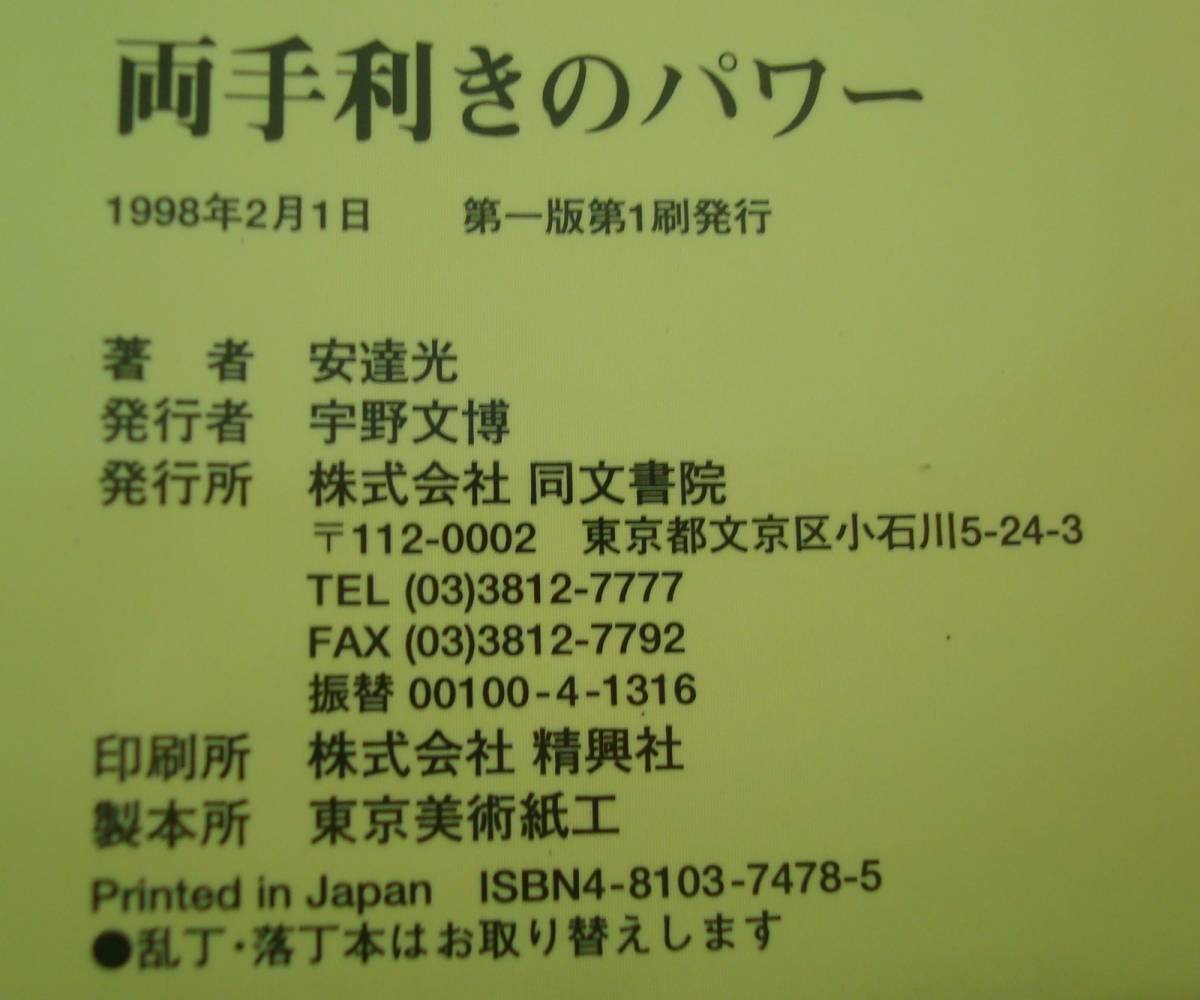 両手利きのパワー
1998年2月1日　　第一版第1刷発行
著　者　安達光
発行者　宇野文博
発行所　株式会社 同文書院
〒112-0002　東京都文京区小石川5-24-3
TEL (03)3812-7777
FAX (03)3812-7792
振替 00100-4-1316
印刷所　株式会社 精興社
製本所　東京美術紙工
Printed in Japan　ISBN4-8103-7478-5
●乱丁・落丁本はお取り替えします